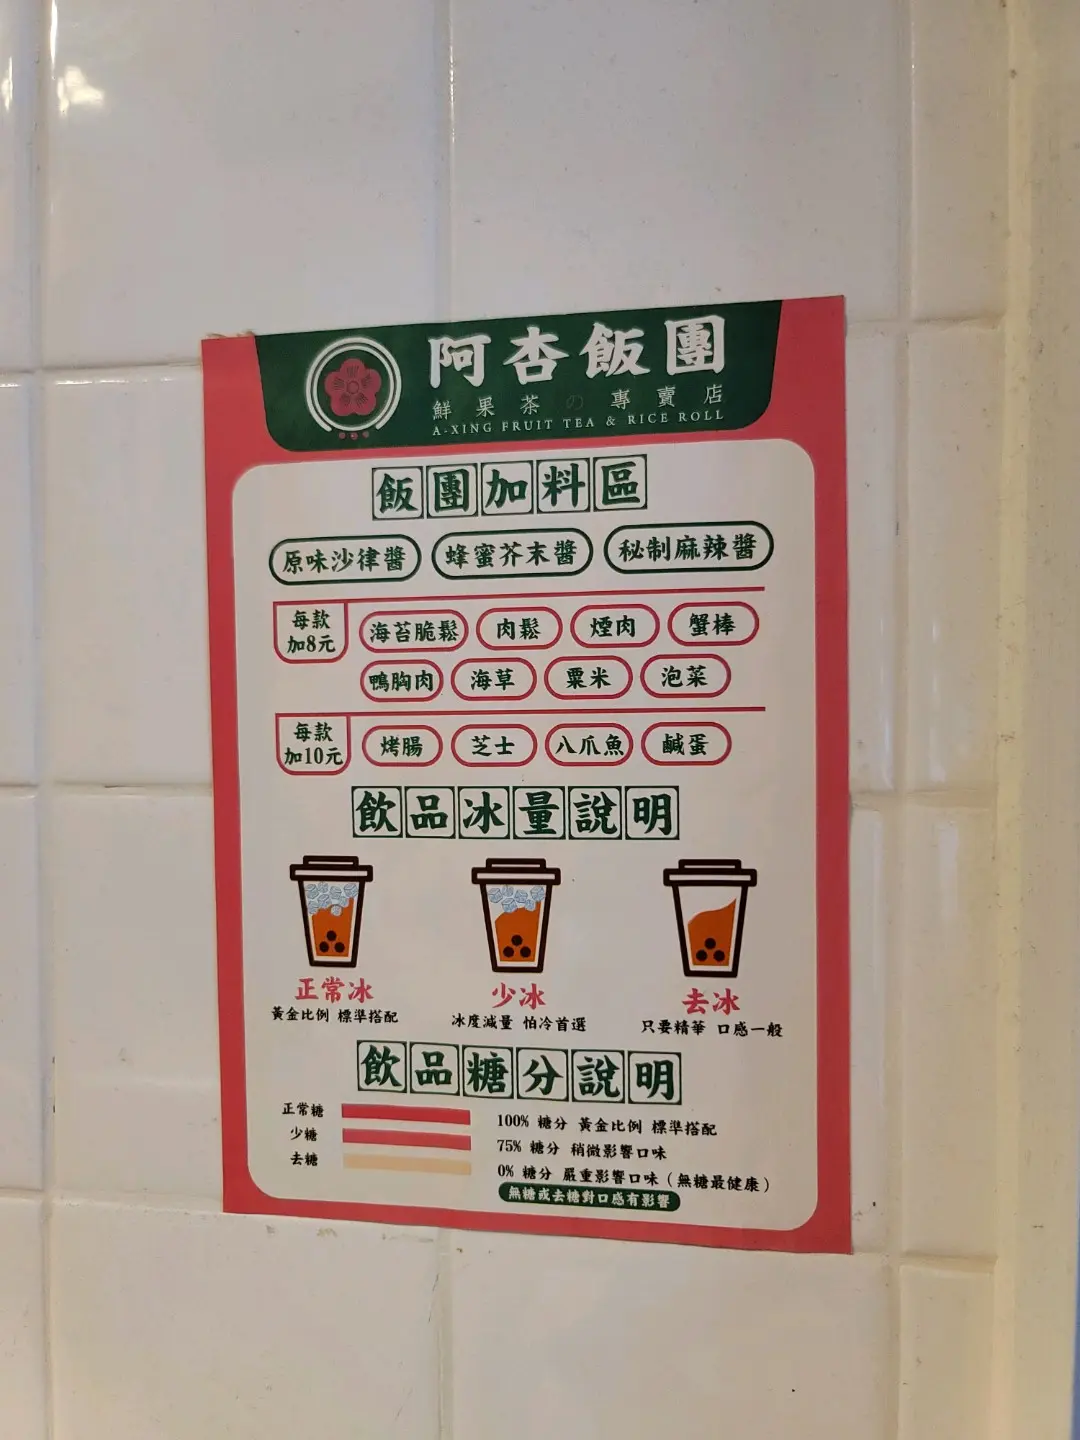 阿杏飯團
鮮果茶の專賣店
A-XING FRUIT TEA & RICE ROLL
飯團加料區
原味沙律醬 蜂蜜芥末醬 秘制麻辣醬
每款
加8元
海苔脆鬆 肉鬆 煙肉 蟹棒
鴨胸肉 海草 粟米 泡菜
每款
加10元
烤腸 芝士 八爪魚 鹹蛋
飲品冰量說明
正常冰 少冰 去冰
黃金比例 標準搭配 冰度減量 怕冷首選 只要精華 口感一般
飲品糖分說明
正常糖 100% 糖分 黃金比例 標準搭配
少糖 75% 糖分 稍微影響口味
去糖 0% 糖分 嚴重影響口味（無糖最健康）
無糖或去糖對口感有影響